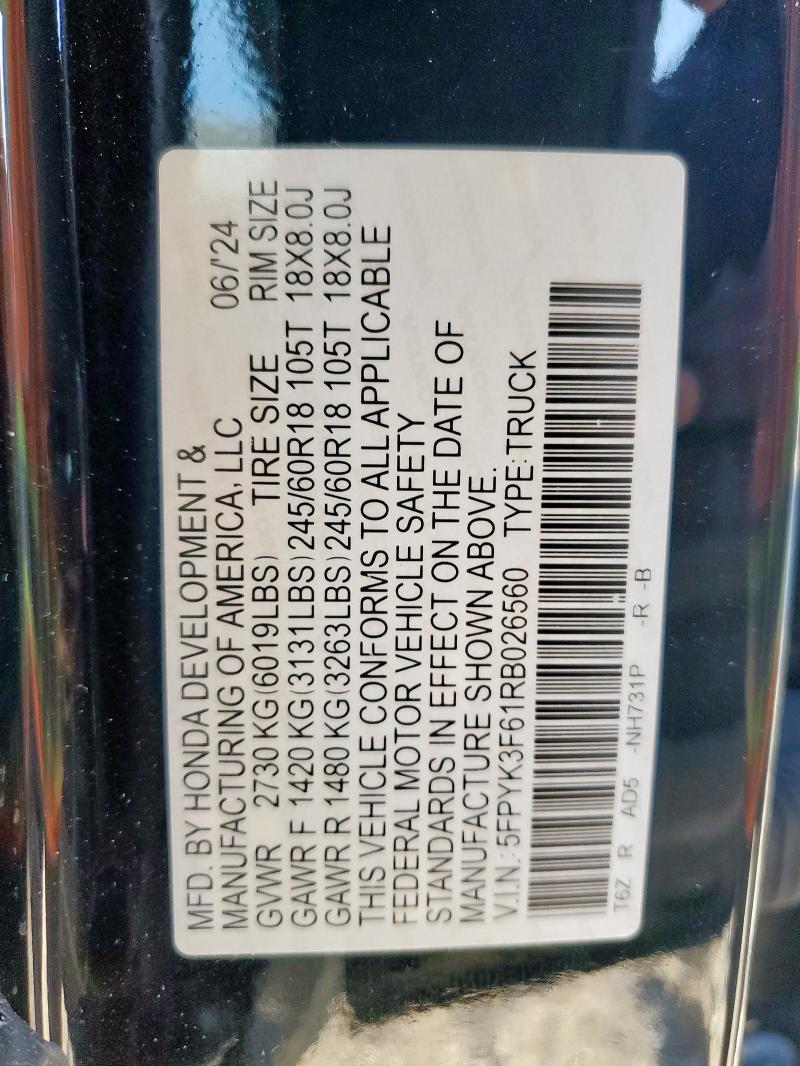 MFD. BY HONDA DEVELOPMENT &
MANUFACTURING OF AMERICA, LLC 06/'24
GVWR 2730 KG(6019LBS) TIRE SIZE RIM SIZE
GAWR F 1420 KG(3131LBS) 245/60R18 105T 18X8.0J
GAWR R 1480 KG(3263LBS) 245/60R18 105T 18X8.0J
THIS VEHICLE CONFORMS TO ALL APPLICABLE
FEDERAL MOTOR VEHICLE SAFETY
STANDARDS IN EFFECT ON THE DATE OF
MANUFACTURE SHOWN ABOVE.
V.I.N.: 5FPYK3F61RB026560 TYPE: TRUCK
T6Z R AD5 -NH731P -R -B